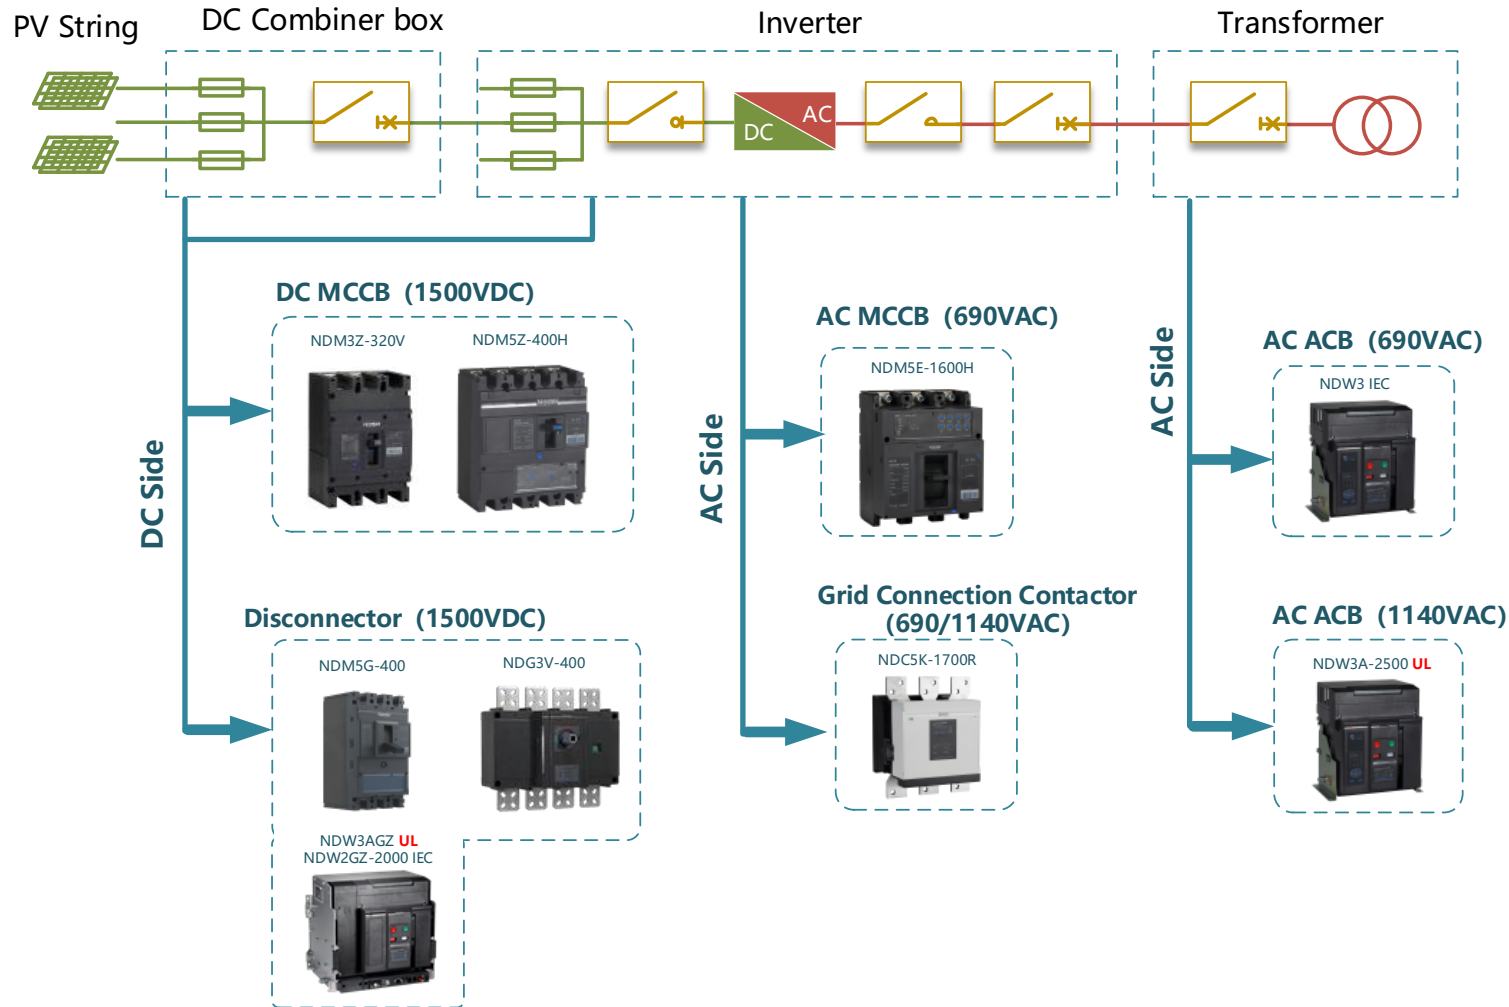 PV String
DC Combiner box
Inverter
Transformer
DC
AC
DC MCCB (1500VDC)
NDM3Z-320V
NDM5Z-400H
DC Side
Disconnector (1500VDC)
NDM5G-400
NDG3V-400
NDW3AGZ UL
NDW2GZ-2000 IEC
AC Side
AC MCCB (690VAC)
NDM5E-1600H
Grid Connection Contactor
(690/1140VAC)
NDC5K-1700R
AC Side
AC ACB (690VAC)
NDW3 IEC
AC ACB (1140VAC)
NDW3A-2500 UL